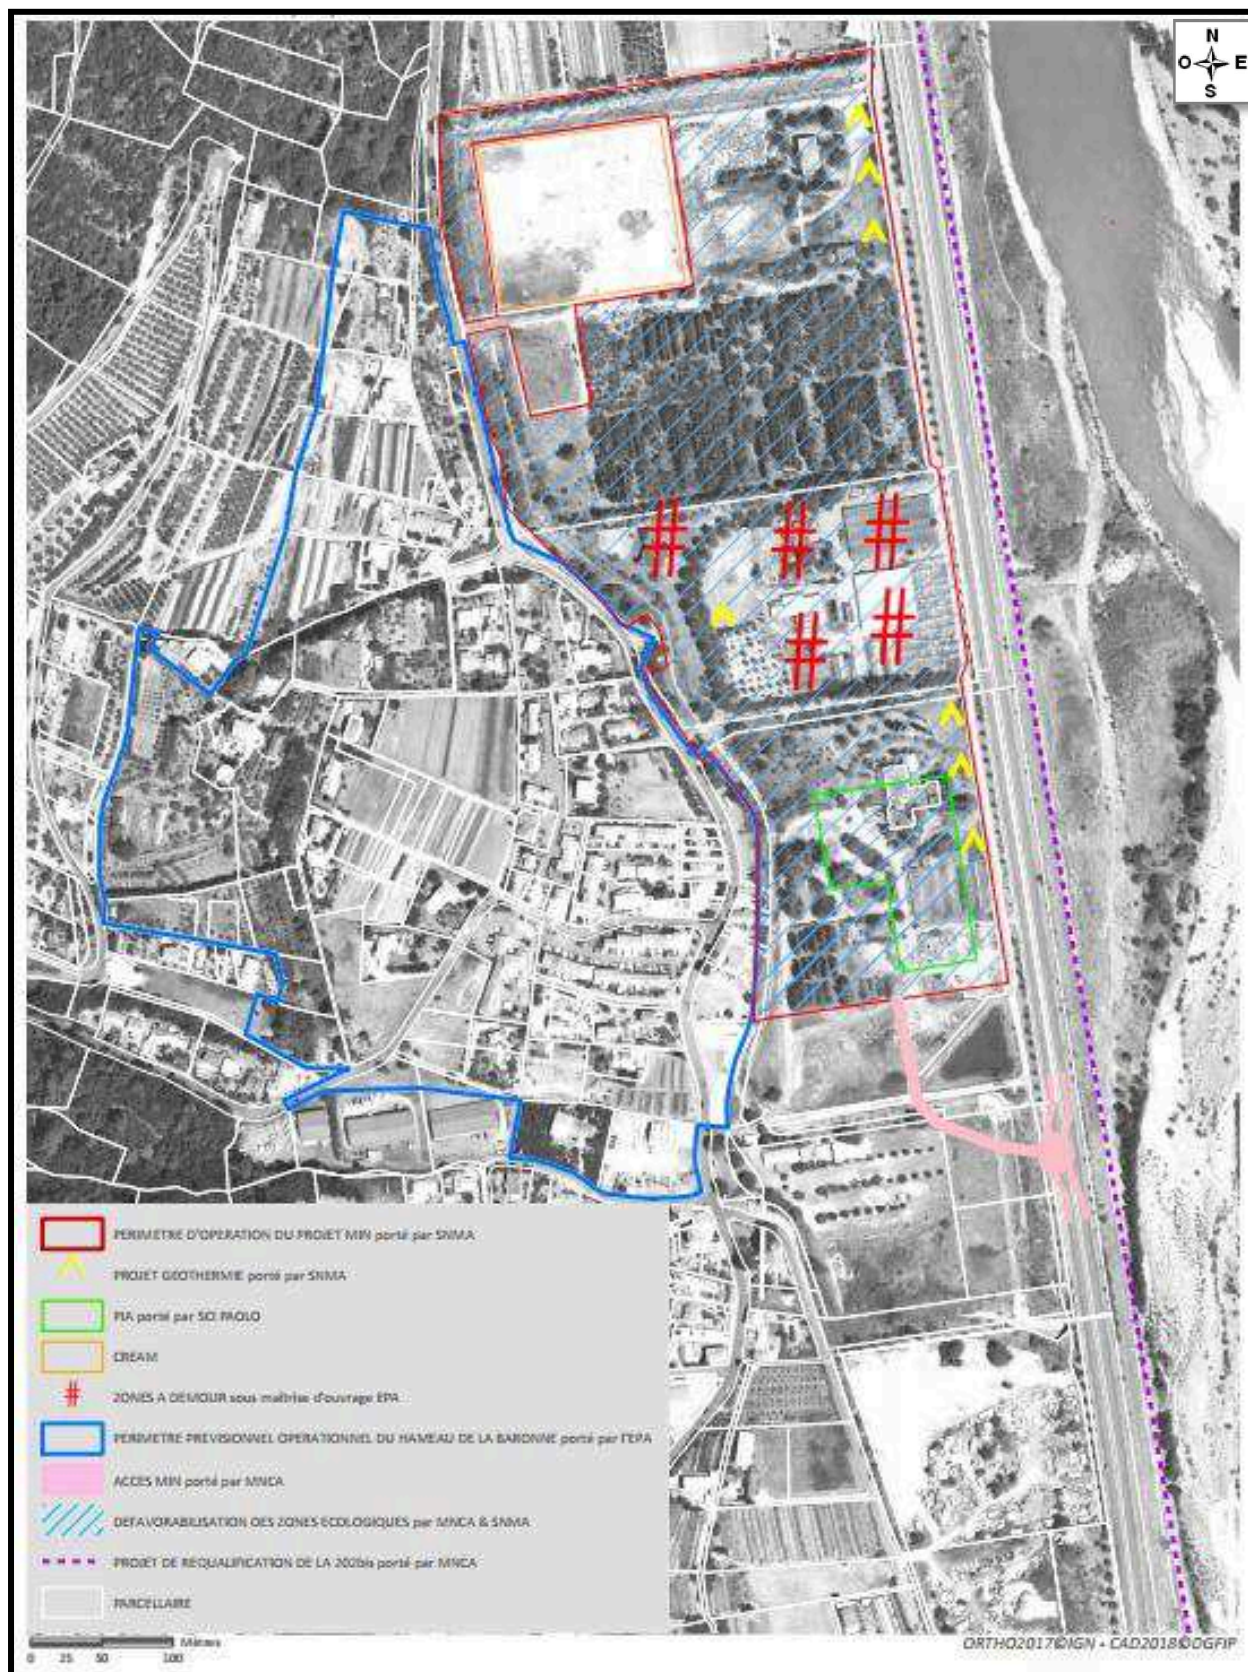 N
O E
S
PERIMETRE D'OPERATION DU PROJET MIN porté par SNMA
PROJET GEOTHERMIE porté par SNMA
PIA porté par SCI PAOLO
CREAM
ZONES A DEMOLIR sous maîtrise d'ouvrage EPA
PERIMETRE PREVISIONNEL OPERATIONNEL DU HAMEAU DE LA BARONNE porté par l'EPA
ACCES MIN porté par MNCA
DEFAVORABILISATION DES ZONES ECOLOGIQUES par MNCA & SNMA
PROJET DE REQUALIFICATION DE LA 202bis porté par MNCA
PARCELLAIRE
Mètres
0 25 50 100
ORTHO2017©IGN - CAD2018©DGFIP